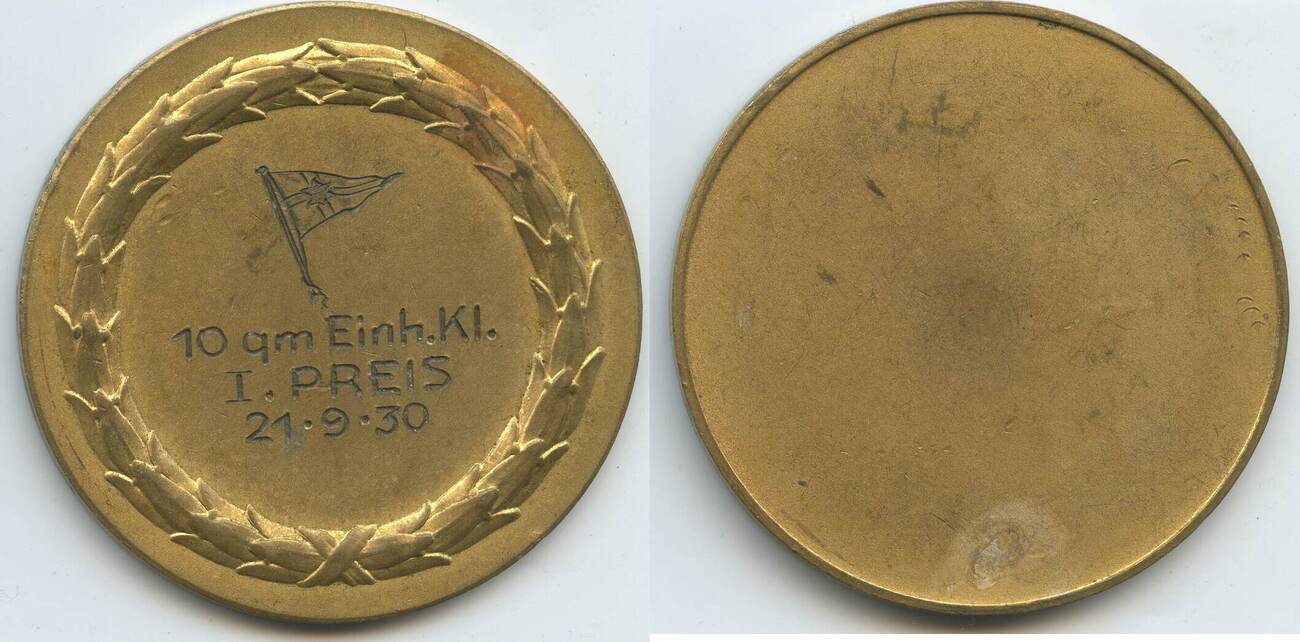 10 qm Einh. Kl.
I. PREIS
21·9·30